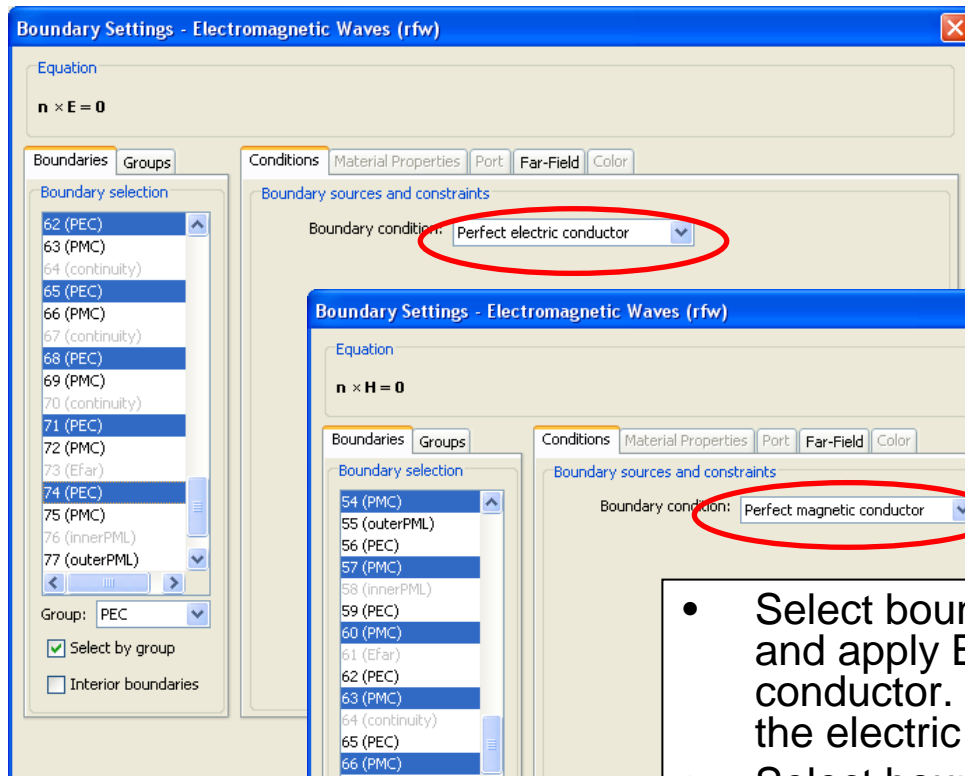 Boundary Settings - Electromagnetic Waves (rfw)
Equation
n × E = 0
Boundaries Groups
Conditions Material Properties Port Far-Field Color
Boundary selection
62 (PEC)
63 (PMC)
64 (continuity)
65 (PEC)
66 (PMC)
67 (continuity)
68 (PEC)
69 (PMC)
70 (continuity)
71 (PEC)
72 (PMC)
73 (Efar)
74 (PEC)
75 (PMC)
76 (innerPML)
77 (outerPML)
Group: PEC
Select by group
Interior boundaries
Boundary sources and constraints
Boundary condition: Perfect electric conductor
Boundary Settings - Electromagnetic Waves (rfw)
Equation
n × H = 0
Boundaries Groups
Conditions Material Properties Port Far-Field Color
Boundary selection
54 (PMC)
55 (outerPML)
56 (PEC)
57 (PMC)
58 (innerPML)
59 (PEC)
60 (PMC)
61 (Efar)
62 (PEC)
63 (PMC)
64 (continuity)
65 (PEC)
66 (PMC)
Boundary sources and constraints
Boundary condition: Perfect magnetic conductor
• Select bour
and apply E
conductor.
the electric